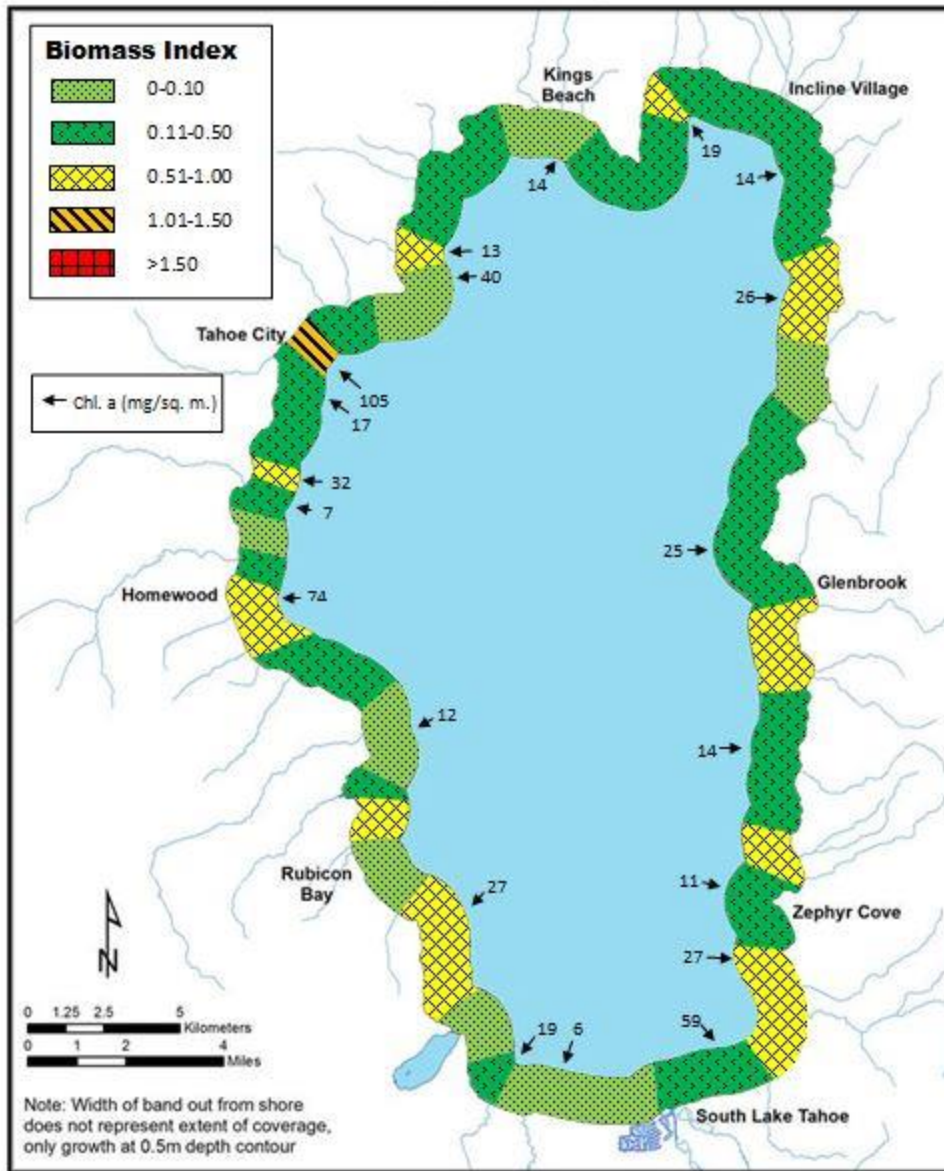 Biomass Index
0-0.10
0.11-0.50
0.51-1.00
1.01-1.50
>1.50
Kings
Beach
Incline Village
19
14
14
13
40
26
Tahoe City
← Chl. a (mg/sq. m.)
105
17
32
7
25
Glenbrook
Homewood
74
12
14
Rubicon
Bay
27
11
Zephyr Cove
27
N
0 1.25 2.5 5
Kilometers
0 1 2 4
Miles
19
6
59
South Lake Tahoe
Note: Width of band out from shore
does not represent extent of coverage,
only growth at 0.5m depth contour